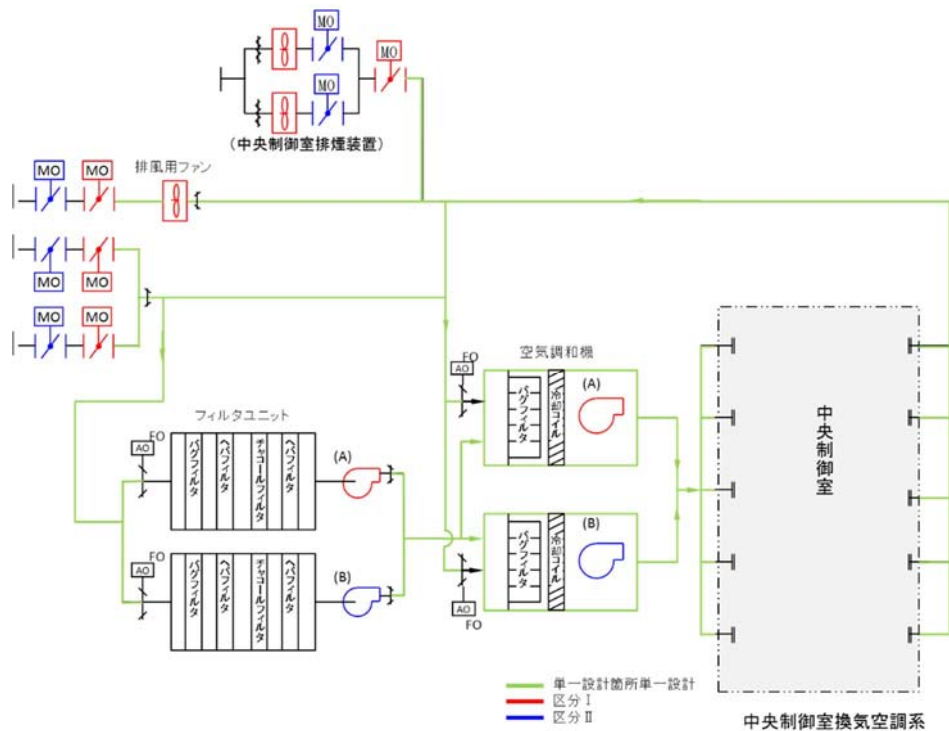 MO
MO
MO
(中央制御室排煙装置)
排風用ファン
MO
MO
MO
MO
MO
MO
FO
AO
空気調和機
(A)
バグフィルタ
冷却コイル
フィルタユニット
FO
AO
バグフィルタ
ヘパフィルタ
チャコールフィルタ
ヘパフィルタ
(A)
中央制御室
(B)
バグフィルタ
冷却コイル
AO
FO
FO
AO
バグフィルタ
ヘパフィルタ
チャコールフィルタ
ヘパフィルタ
(B)
単一設計箇所単一設計
区分Ⅰ
区分Ⅱ
中央制御室換気空調系